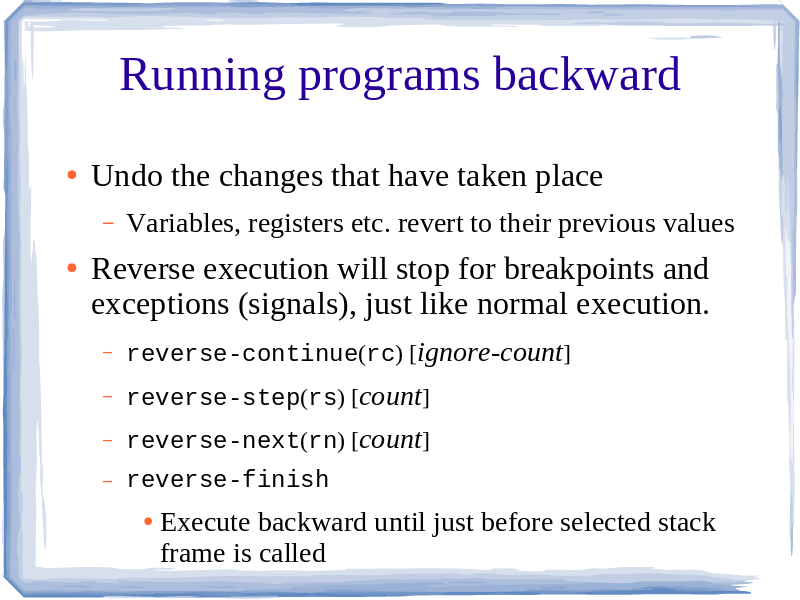 Running programs backward
• Undo the changes that have taken place
– Variables, registers etc. revert to their previous values
• Reverse execution will stop for breakpoints and
exceptions (signals), just like normal execution.
– reverse-continue(rc) [ignore-count]
– reverse-step(rs) [count]
– reverse-next(rn) [count]
– reverse-finish
• Execute backward until just before selected stack
frame is called